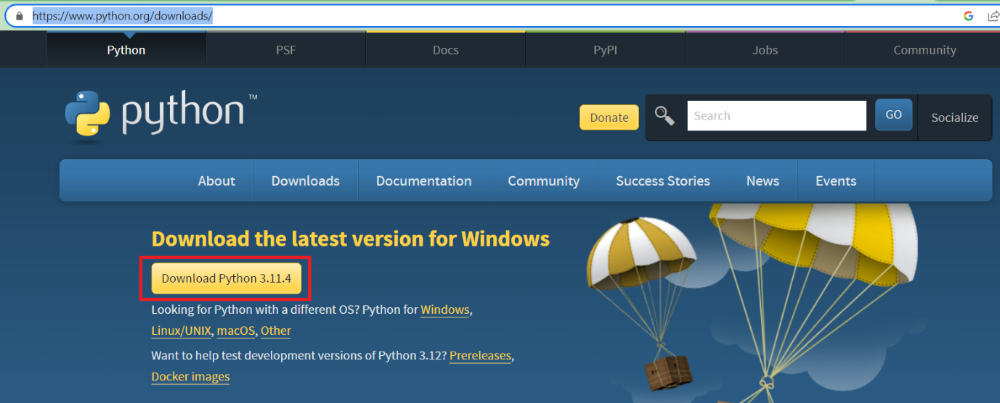 https://www.python.org/downloads/
Python PSF Docs PyPI Jobs Community
python™
Donate Search GO Socialize
About Downloads Documentation Community Success Stories News Events
Download the latest version for Windows
Download Python 3.11.4
Looking for Python with a different OS? Python for Windows,
Linux/UNIX, macOS, Other
Want to help test development versions of Python 3.12? Prereleases,
Docker images